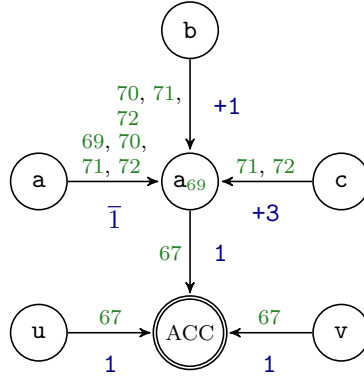 b
70, 71,
72
+1
69, 70,
71, 72
a
1̅
a₆₉
71, 72
+3
c
67
1
u
67
1
ACC
67
1
v